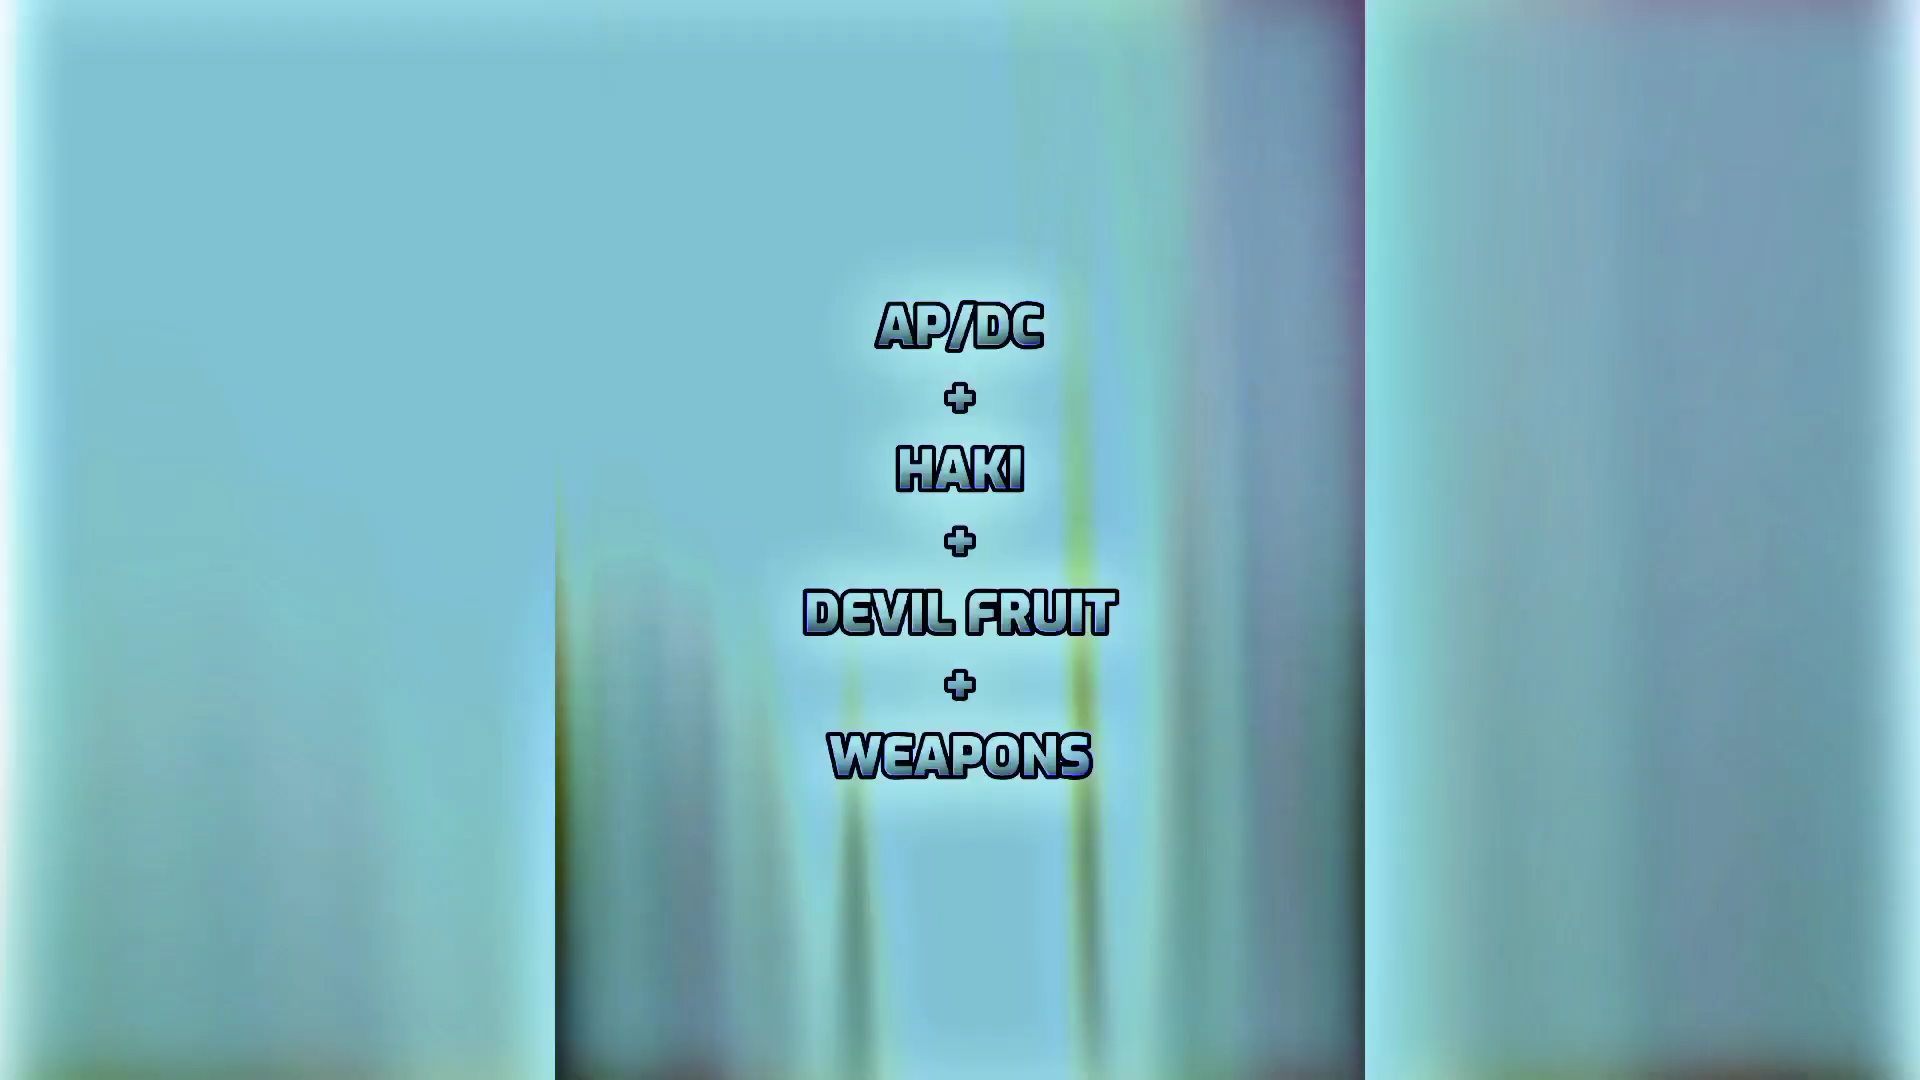 AP/DC
+
HAKI
+
DEVIL FRUIT
+
WEAPONS